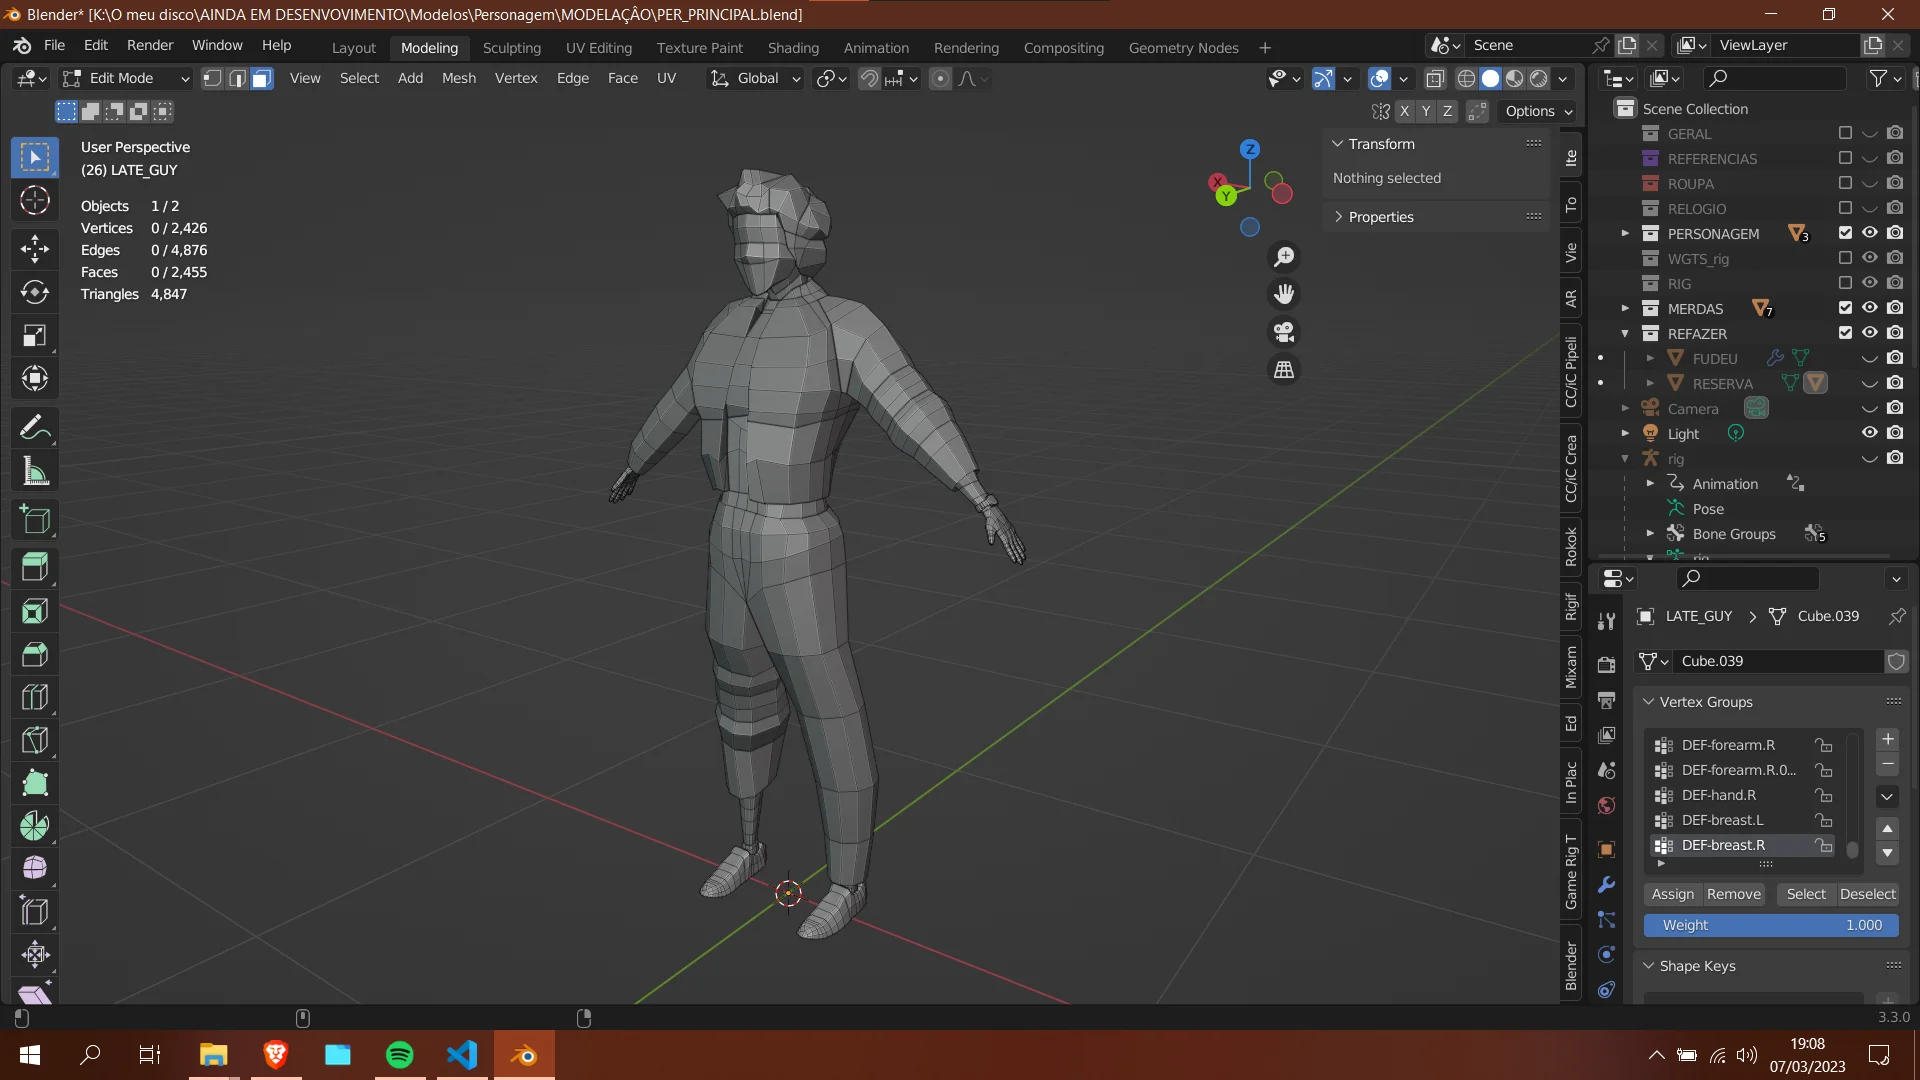 Blender* [K:\O meu disco\AINDA EM DESENVOVIMENTO\Modelos\Personagem\MODELAÇÂO\PER_PRINCIPAL.blend]
File Edit Render Window Help Layout Modeling Sculpting UV Editing Texture Paint Shading Animation Rendering Compositing Geometry Nodes + Scene ViewLayer
Edit Mode View Select Add Mesh Vertex Edge Face UV Global
X Y Z Options
User Perspective
(26) LATE_GUY
Objects 1 / 2
Vertices 0 / 2,426
Edges 0 / 4,876
Faces 0 / 2,455
Triangles 4,847
Z
X
Y
Transform
Nothing selected
Properties
Ite
To
Vie
AR
CC/iC Pipeli
CC/iC Crea
Rokok
Rigif
Mixam
Ed
In Plac
Game Rig T
Blender
Scene Collection
GERAL
REFERENCIAS
ROUPA
RELOGIO
PERSONAGEM 3
WGTS_rig
RIG
MERDAS 7
REFAZER
FUDEU
RESERVA
Camera
Light
rig
Animation
Pose
Bone Groups 5
rig
LATE_GUY > Cube.039
Cube.039
Vertex Groups
DEF-forearm.R
DEF-forearm.R.0...
DEF-hand.R
DEF-breast.L
DEF-breast.R
Assign Remove Select Deselect
Weight 1.000
Shape Keys
3.3.0
19:08
07/03/2023